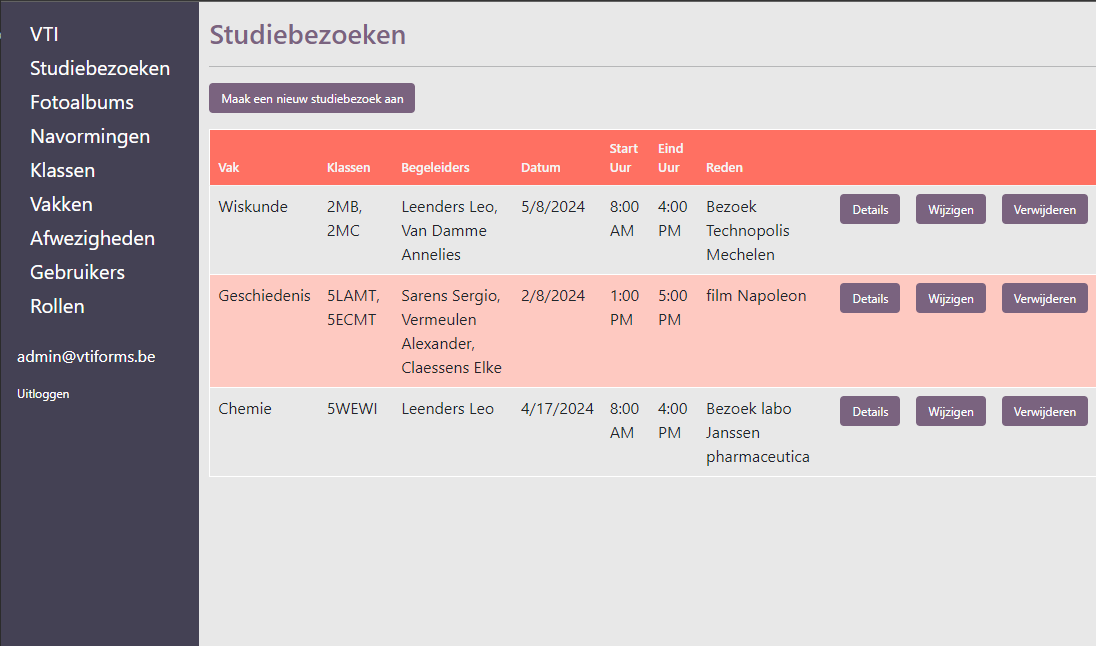 VTI
Studiebezoeken
Fotoalbums
Navormingen
Klassen
Vakken
Afwezigheden
Gebruikers
Rollen
admin@vtiforms.be
Uitloggen
Studiebezoeken
Maak een nieuw studiebezoek aan
Vak Klassen Begeleiders Datum Start Uur Eind Uur Reden
Wiskunde 2MB, Leenders Leo, 5/8/2024 8:00 4:00 Bezoek Details Wijzigen Verwijderen
2MC Van Damme AM PM Technopolis
Annelies Mechelen
Geschiedenis 5LAMT, Sarens Sergio, 2/8/2024 1:00 5:00 film Napoleon Details Wijzigen Verwijderen
5ECMT Vermeulen PM PM
Alexander,
Claessens Elke
Chemie 5WEWI Leenders Leo 4/17/2024 8:00 4:00 Bezoek labo Details Wijzigen Verwijderen
AM PM Janssen
pharmaceutica